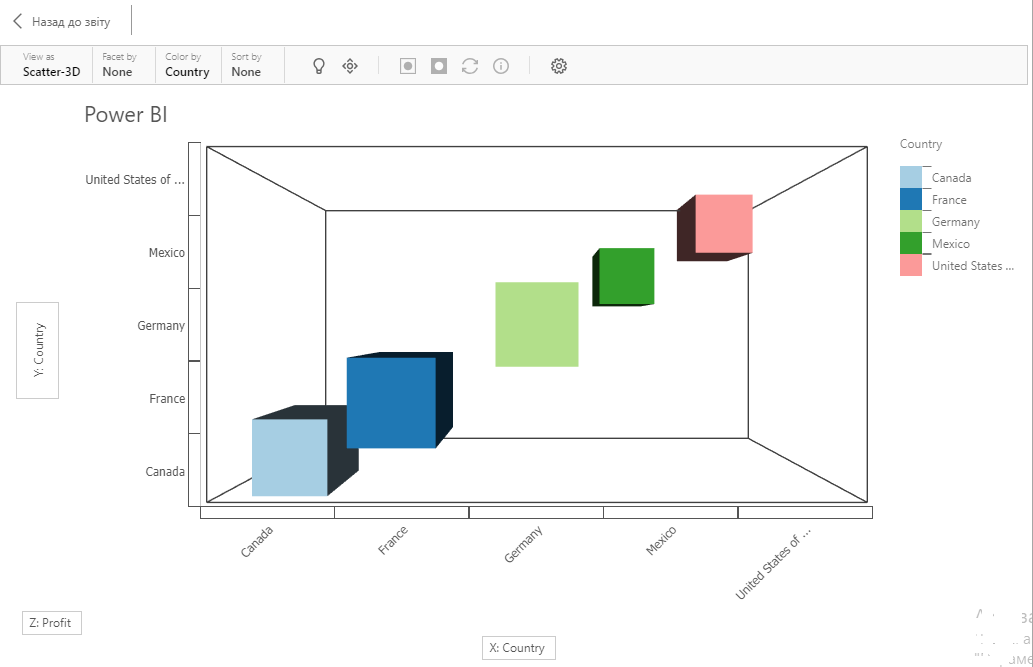 Назад до звіту
View as
Scatter-3D
Facet by
None
Color by
Country
Sort by
None
Power BI
Country
Canada
France
Germany
Mexico
United States ...
United States of ...
Mexico
Germany
France
Canada
Y: Country
Canada
France
Germany
Mexico
United States of ...
Z: Profit
X: Country